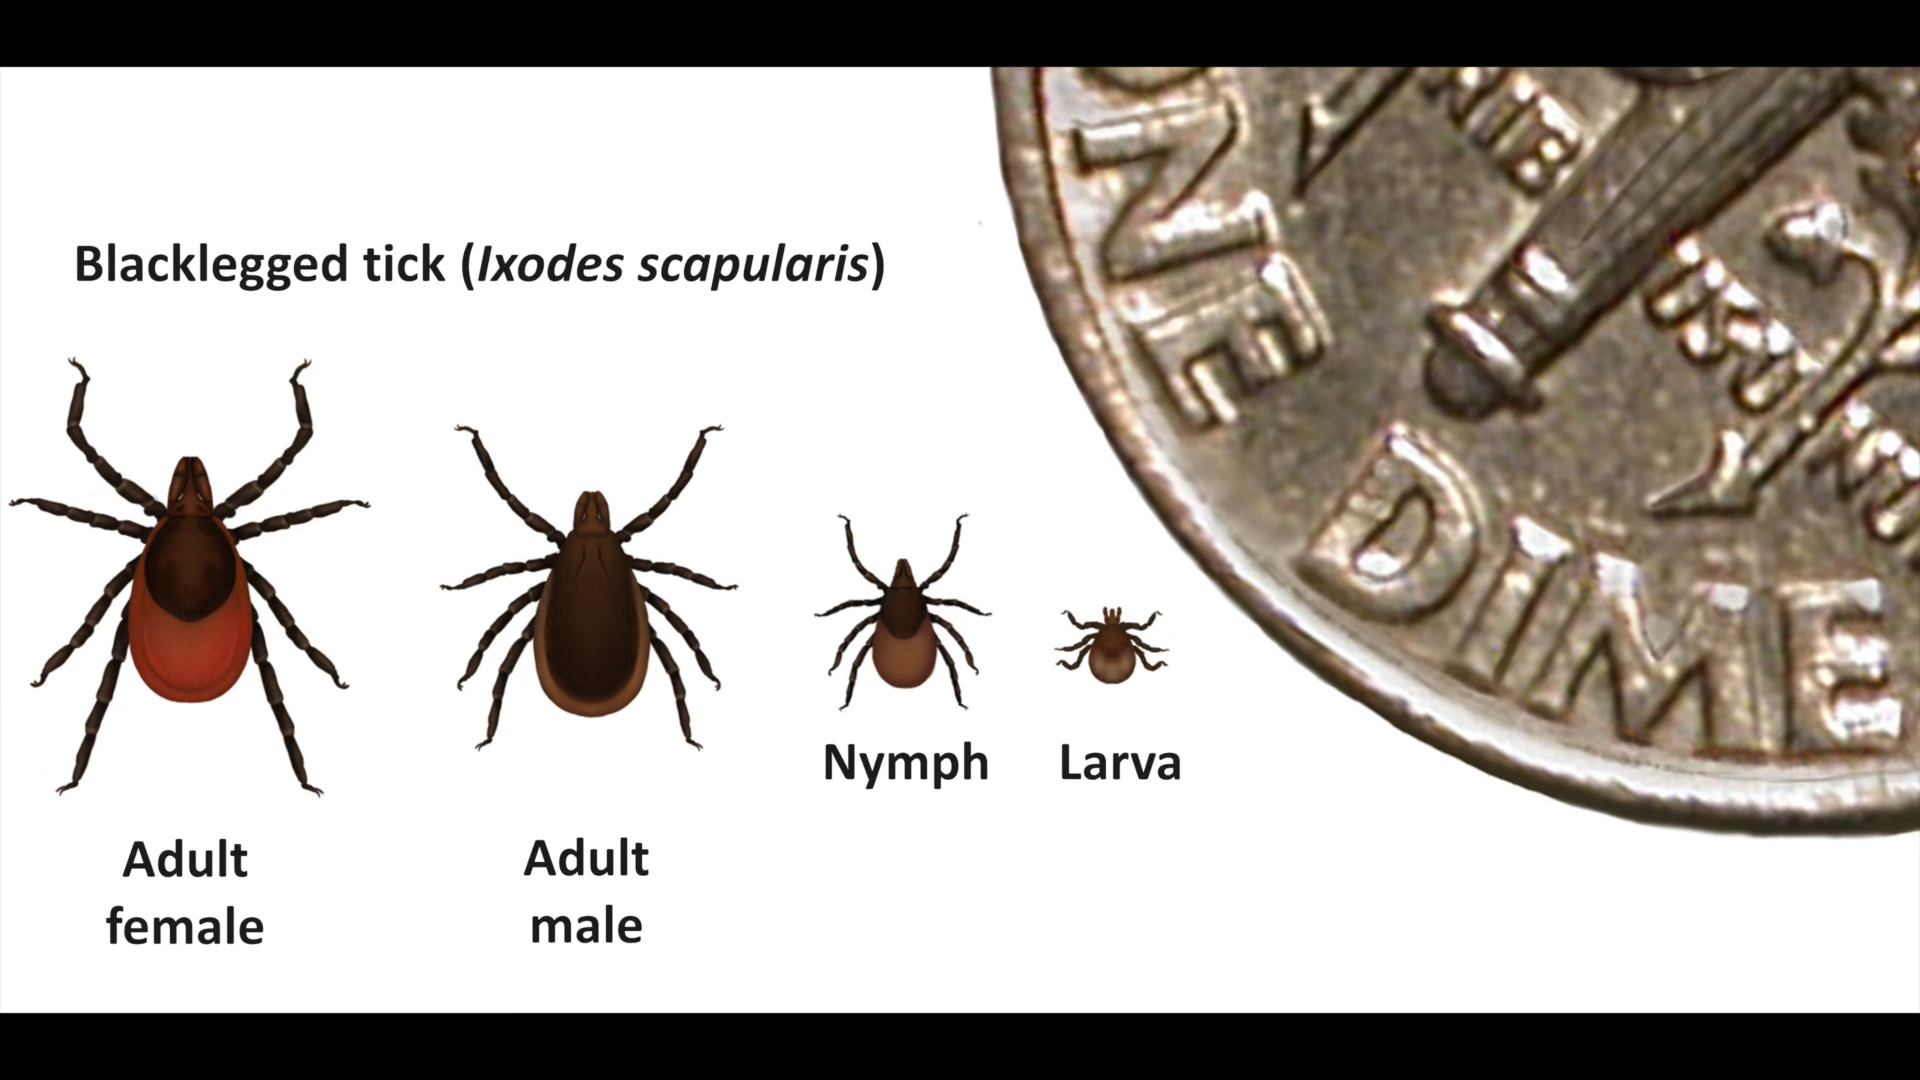 Blacklegged tick (Ixodes scapularis)
Adult
female
Adult
male
Nymph
Larva
ONE
DIME